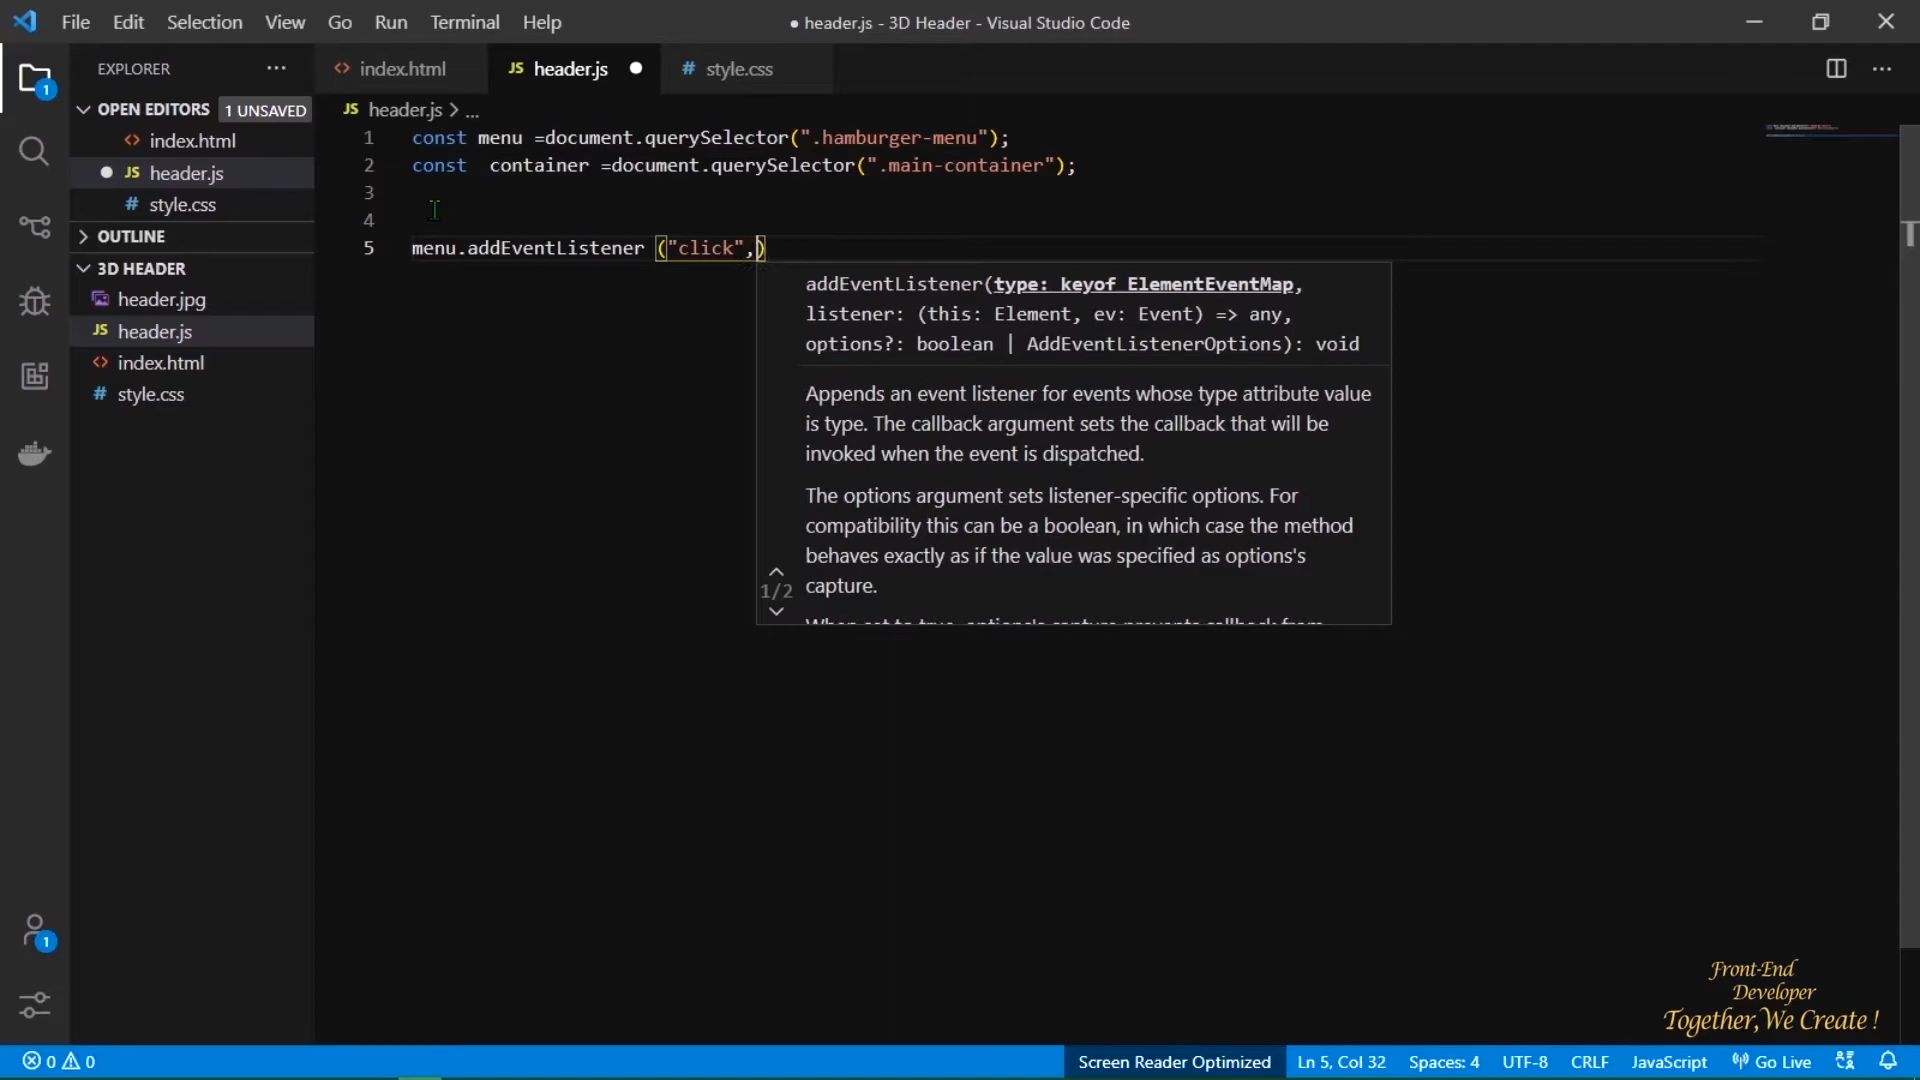 File Edit Selection View Go Run Terminal Help
● header.js - 3D Header - Visual Studio Code
EXPLORER
index.html
JS header.js
# style.css
OPEN EDITORS 1 UNSAVED
index.html
JS header.js
# style.css
OUTLINE
3D HEADER
header.jpg
JS header.js
index.html
# style.css
1
1
JS header.js > ...
1 const menu =document.querySelector(".hamburger-menu");
2 const  container =document.querySelector(".main-container");
3
4
5 menu.addEventListener ("click",)
addEventListener(type: keyof ElementEventMap,
listener: (this: Element, ev: Event) => any,
options?: boolean | AddEventListenerOptions): void
Appends an event listener for events whose type attribute value
is type. The callback argument sets the callback that will be
invoked when the event is dispatched.
The options argument sets listener-specific options. For
compatibility this can be a boolean, in which case the method
behaves exactly as if the value was specified as options's
capture.
1/2
Front-End
Developer
Together,We Create !
0 0
Screen Reader Optimized Ln 5, Col 32 Spaces: 4 UTF-8 CRLF JavaScript Go Live